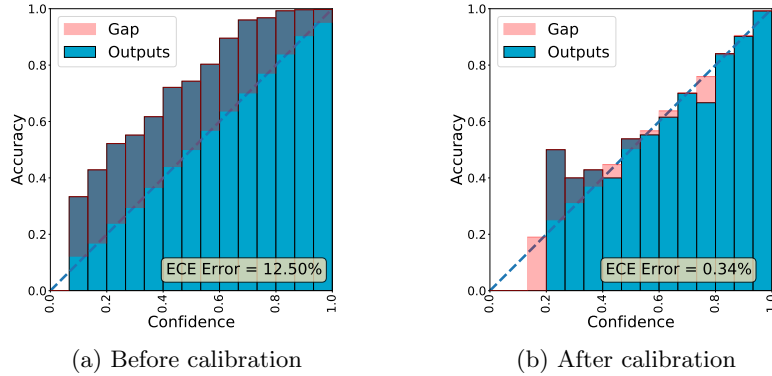 Gap
Outputs
Accuracy
1.0
0.8
0.6
0.4
0.2
0.0
ECE Error = 12.50%
0.0 0.2 0.4 0.6 0.8 1.0
Confidence
(a) Before calibration
Gap
Outputs
Accuracy
1.0
0.8
0.6
0.4
0.2
0.0
ECE Error = 0.34%
0.0 0.2 0.4 0.6 0.8 1.0
Confidence
(b) After calibration